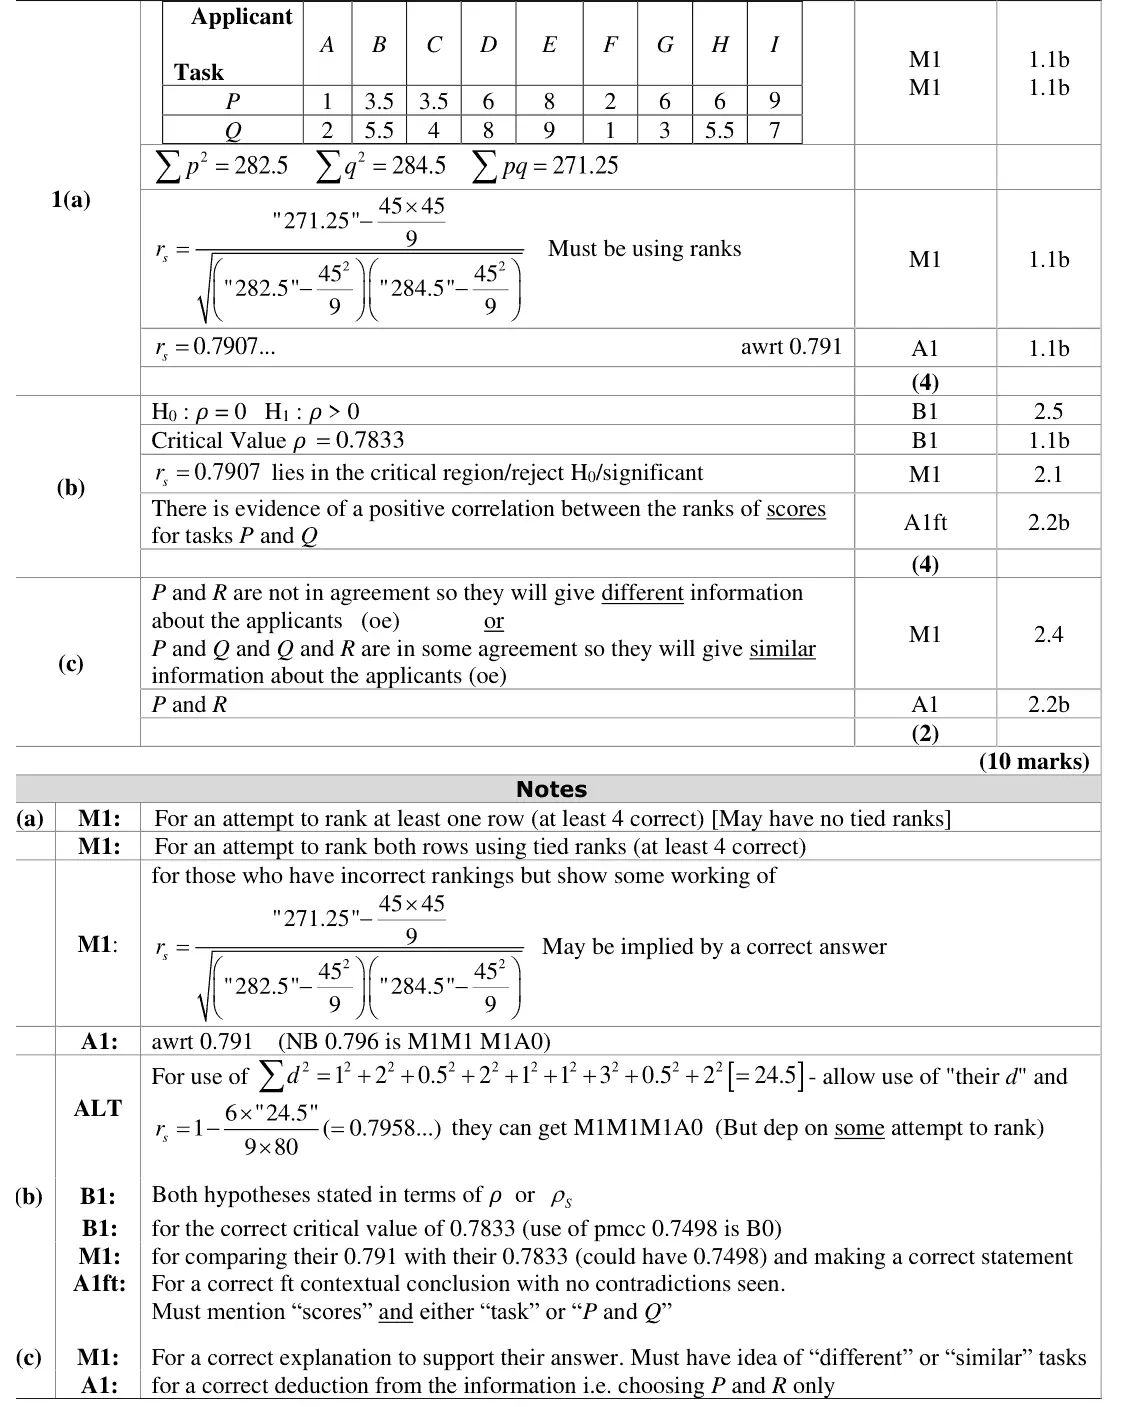 Applicant A B C D E F G H I
Task
M1 1.1b
M1 1.1b
P 1 3.5 3.5 6 8 2 6 6 9
Q 2 5.5 4 8 9 1 3 5.5 7
∑p² = 282.5 ∑q² = 284.5 ∑pq = 271.25
1(a)
r_s = ("271.25" − (45×45)/9) / √(("282.5" − 45²/9)("284.5" − 45²/9)) Must be using ranks M1 1.1b
r_s = 0.7907... awrt 0.791 A1 1.1b
(4)
(b)
H₀ : ρ = 0 H₁ : ρ > 0 B1 2.5
Critical Value ρ = 0.7833 B1 1.1b
r_s = 0.7907 lies in the critical region/reject H₀/significant M1 2.1
There is evidence of a positive correlation between the ranks of scores
for tasks P and Q A1ft 2.2b
(4)
(c)
P and R are not in agreement so they will give different information
about the applicants (oe) or
P and Q and Q and R are in some agreement so they will give similar
information about the applicants (oe)
M1 2.4
P and R A1 2.2b
(2)
(10 marks)
Notes
(a) M1: For an attempt to rank at least one row (at least 4 correct) [May have no tied ranks]
M1: For an attempt to rank both rows using tied ranks (at least 4 correct)
for those who have incorrect rankings but show some working of
M1: r_s = ("271.25" − (45×45)/9) / √(("282.5" − 45²/9)("284.5" − 45²/9)) May be implied by a correct answer
A1: awrt 0.791 (NB 0.796 is M1M1 M1A0)
ALT
For use of ∑d² = 1² + 2² + 0.5² + 2² + 1² + 1² + 3² + 0.5² + 2² [= 24.5] - allow use of "their d" and
r_s = 1 − (6×"24.5")/(9×80) (= 0.7958...) they can get M1M1M1A0 (But dep on some attempt to rank)
(b) B1: Both hypotheses stated in terms of ρ or ρ_S
B1: for the correct critical value of 0.7833 (use of pmcc 0.7498 is B0)
M1: for comparing their 0.791 with their 0.7833 (could have 0.7498) and making a correct statement
A1ft: For a correct ft contextual conclusion with no contradictions seen.
Must mention “scores” and either “task” or “P and Q”
(c) M1: For a correct explanation to support their answer. Must have idea of “different” or “similar” tasks
A1: for a correct deduction from the information i.e. choosing P and R only